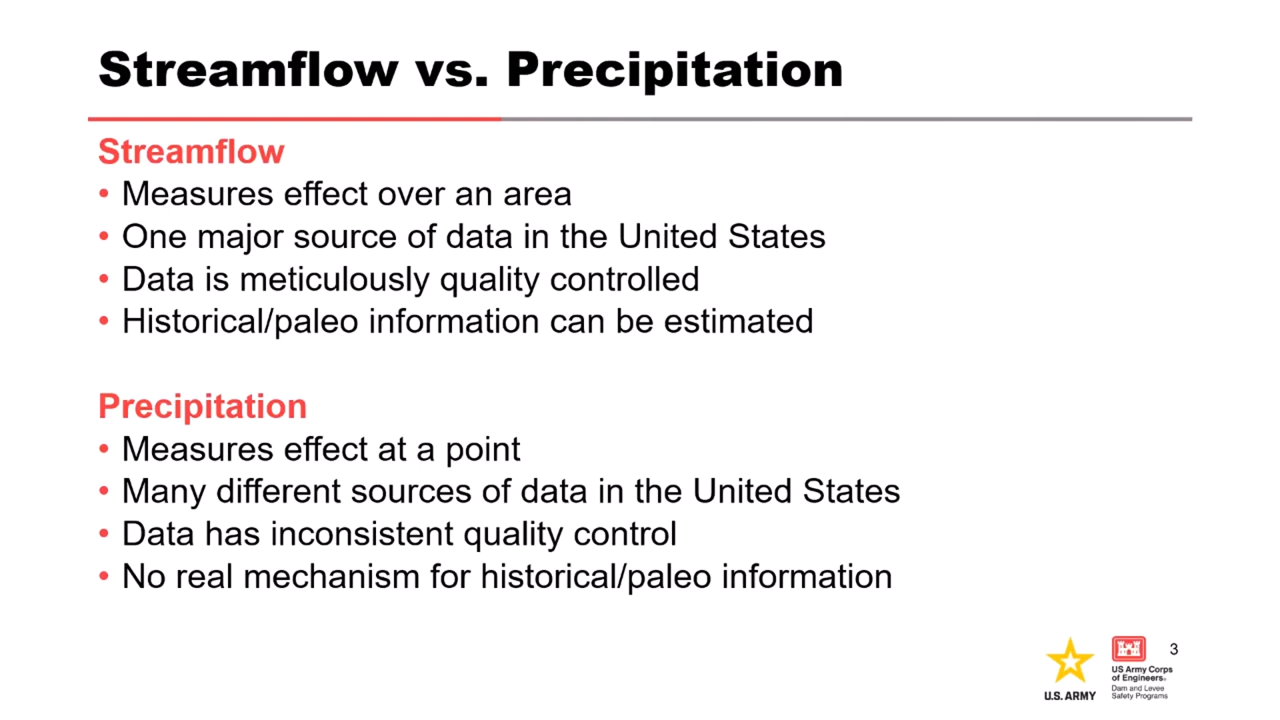 Streamflow vs. Precipitation
Streamflow
• Measures effect over an area
• One major source of data in the United States
• Data is meticulously quality controlled
• Historical/paleo information can be estimated
Precipitation
• Measures effect at a point
• Many different sources of data in the United States
• Data has inconsistent quality control
• No real mechanism for historical/paleo information
U.S. ARMY
US Army Corps
of Engineers®
Dam and Levee
Safety Programs
3